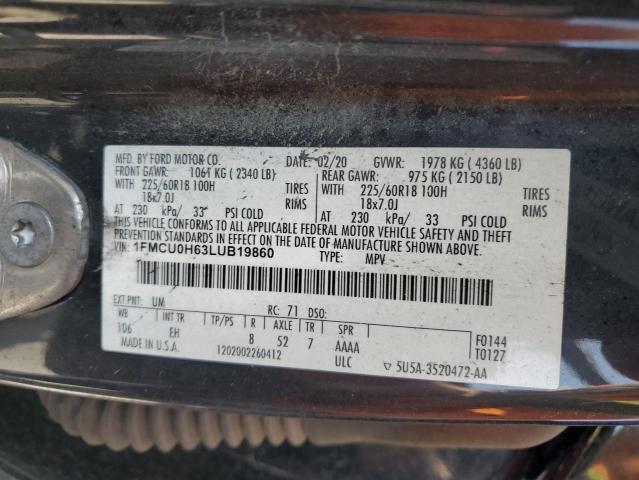 MFD. BY FORD MOTOR CO. DATE: 02/20 GVWR: 1978 KG ( 4360 LB)
FRONT GAWR: 1061 KG ( 2340 LB) REAR GAWR: 975 KG ( 2150 LB)
WITH 225/60R18 100H TIRES WITH 225/60R18 100H TIRES
18x7.0J RIMS 18x7.0J RIMS
AT 230 kPa/ 33 PSI COLD AT 230 kPa/ 33 PSI COLD
THIS VEHICLE CONFORMS TO ALL APPLICABLE FEDERAL MOTOR VEHICLE SAFETY AND BUMPER STANDARDS AND THEFT
PREVENTION STANDARDS IN EFFECT ON THE DATE OF MANUFACTURE SHOWN ABOVE.
VIN: 1FMCU0H63LUB19860 TYPE: MPV
EXT PNT: UM RC: 71 DSO:
WB INT TR TP/PS R AXLE TR SPR F0144
106 EH 8 52 7 AAAA T0127
MADE IN U.S.A. 1202002260412 ULC ▽ 5U5A-3520472-AA